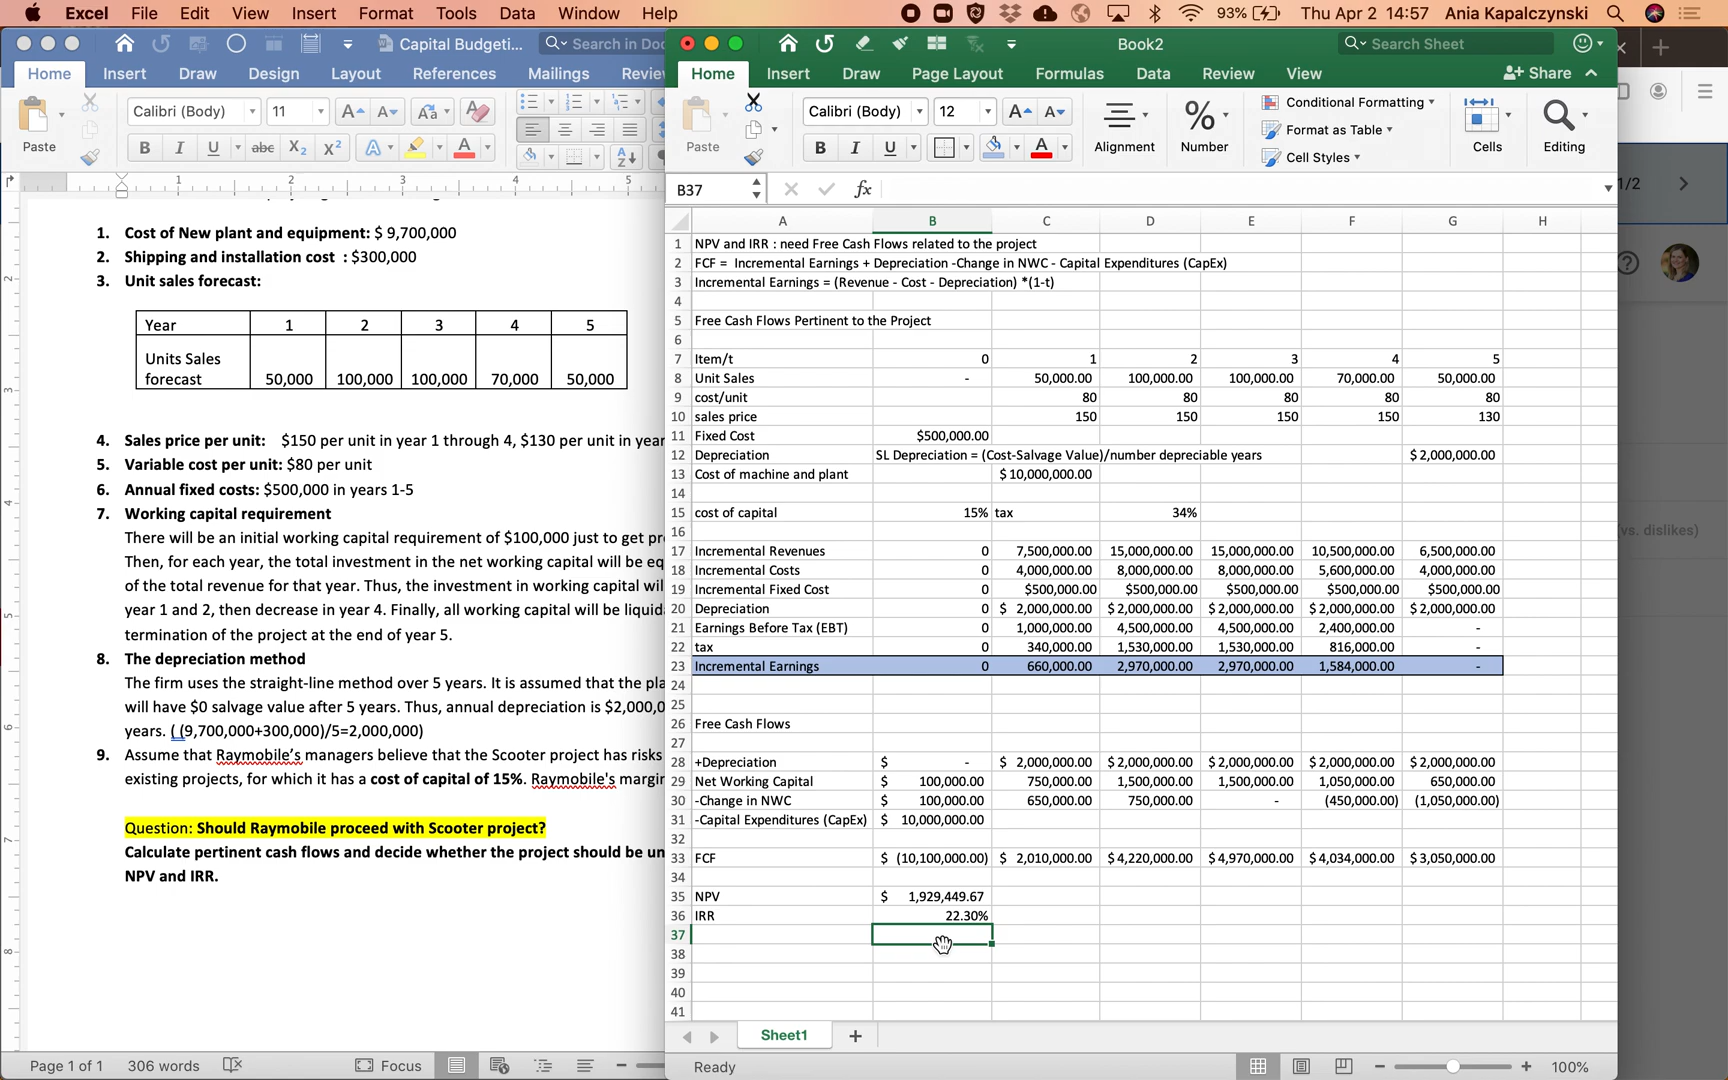 Excel File Edit View Insert Format Tools Data Window Help 93% Thu Apr 2 14:57 Ania Kapalczynski
Capital Budgeti... Search in Doc
Home Insert Draw Design Layout References Mailings Review
Calibri (Body) 11
Paste
Book2 Search Sheet
Home Insert Draw Page Layout Formulas Data Review View Share
Calibri (Body) 12
Paste Alignment Number Conditional Formatting Format as Table Cell Styles Cells Editing
B37 fx
1. Cost of New plant and equipment: $ 9,700,000
2. Shipping and installation cost : $300,000
3. Unit sales forecast:
Year 1 2 3 4 5
Units Sales
forecast 50,000 100,000 100,000 70,000 50,000
4. Sales price per unit: $150 per unit in year 1 through 4, $130 per unit in year
5. Variable cost per unit: $80 per unit
6. Annual fixed costs: $500,000 in years 1-5
7. Working capital requirement
There will be an initial working capital requirement of $100,000 just to get pr
Then, for each year, the total investment in the net working capital will be eq
of the total revenue for that year. Thus, the investment in working capital wil
year 1 and 2, then decrease in year 4. Finally, all working capital will be liquid
termination of the project at the end of year 5.
8. The depreciation method
The firm uses the straight-line method over 5 years. It is assumed that the pla
will have $0 salvage value after 5 years. Thus, annual depreciation is $2,000,0
years. ( (9,700,000+300,000)/5=2,000,000)
9. Assume that Raymobile's managers believe that the Scooter project has risks
existing projects, for which it has a cost of capital of 15%. Raymobile's margin
Question: Should Raymobile proceed with Scooter project?
Calculate pertinent cash flows and decide whether the project should be un
NPV and IRR.
Page 1 of 1 306 words Focus
A B C D E F G H
1 NPV and IRR : need Free Cash Flows related to the project
2 FCF = Incremental Earnings + Depreciation -Change in NWC - Capital Expenditures (CapEx)
3 Incremental Earnings = (Revenue - Cost - Depreciation) *(1-t)
4
5 Free Cash Flows Pertinent to the Project
6
7 Item/t 0 1 2 3 4 5
8 Unit Sales - 50,000.00 100,000.00 100,000.00 70,000.00 50,000.00
9 cost/unit 80 80 80 80 80
10 sales price 150 150 150 150 130
11 Fixed Cost $500,000.00
12 Depreciation SL Depreciation = (Cost-Salvage Value)/number depreciable years $ 2,000,000.00
13 Cost of machine and plant $ 10,000,000.00
14
15 cost of capital 15% tax 34%
16
17 Incremental Revenues 0 7,500,000.00 15,000,000.00 15,000,000.00 10,500,000.00 6,500,000.00
18 Incremental Costs 0 4,000,000.00 8,000,000.00 8,000,000.00 5,600,000.00 4,000,000.00
19 Incremental Fixed Cost 0 $500,000.00 $500,000.00 $500,000.00 $500,000.00 $500,000.00
20 Depreciation 0 $ 2,000,000.00 $ 2,000,000.00 $ 2,000,000.00 $ 2,000,000.00 $ 2,000,000.00
21 Earnings Before Tax (EBT) 0 1,000,000.00 4,500,000.00 4,500,000.00 2,400,000.00 -
22 tax 0 340,000.00 1,530,000.00 1,530,000.00 816,000.00 -
23 Incremental Earnings 0 660,000.00 2,970,000.00 2,970,000.00 1,584,000.00 -
24
25
26 Free Cash Flows
27
28 +Depreciation $ - $ 2,000,000.00 $ 2,000,000.00 $ 2,000,000.00 $ 2,000,000.00 $ 2,000,000.00
29 Net Working Capital $ 100,000.00 750,000.00 1,500,000.00 1,500,000.00 1,050,000.00 650,000.00
30 -Change in NWC $ 100,000.00 650,000.00 750,000.00 - (450,000.00) (1,050,000.00)
31 -Capital Expenditures (CapEx) $ 10,000,000.00
32
33 FCF $ (10,100,000.00) $ 2,010,000.00 $ 4,220,000.00 $ 4,970,000.00 $ 4,034,000.00 $ 3,050,000.00
34
35 NPV $ 1,929,449.67
36 IRR 22.30%
37
38
39
40
41
Sheet1
Ready 100%
1/2
vs. dislikes)